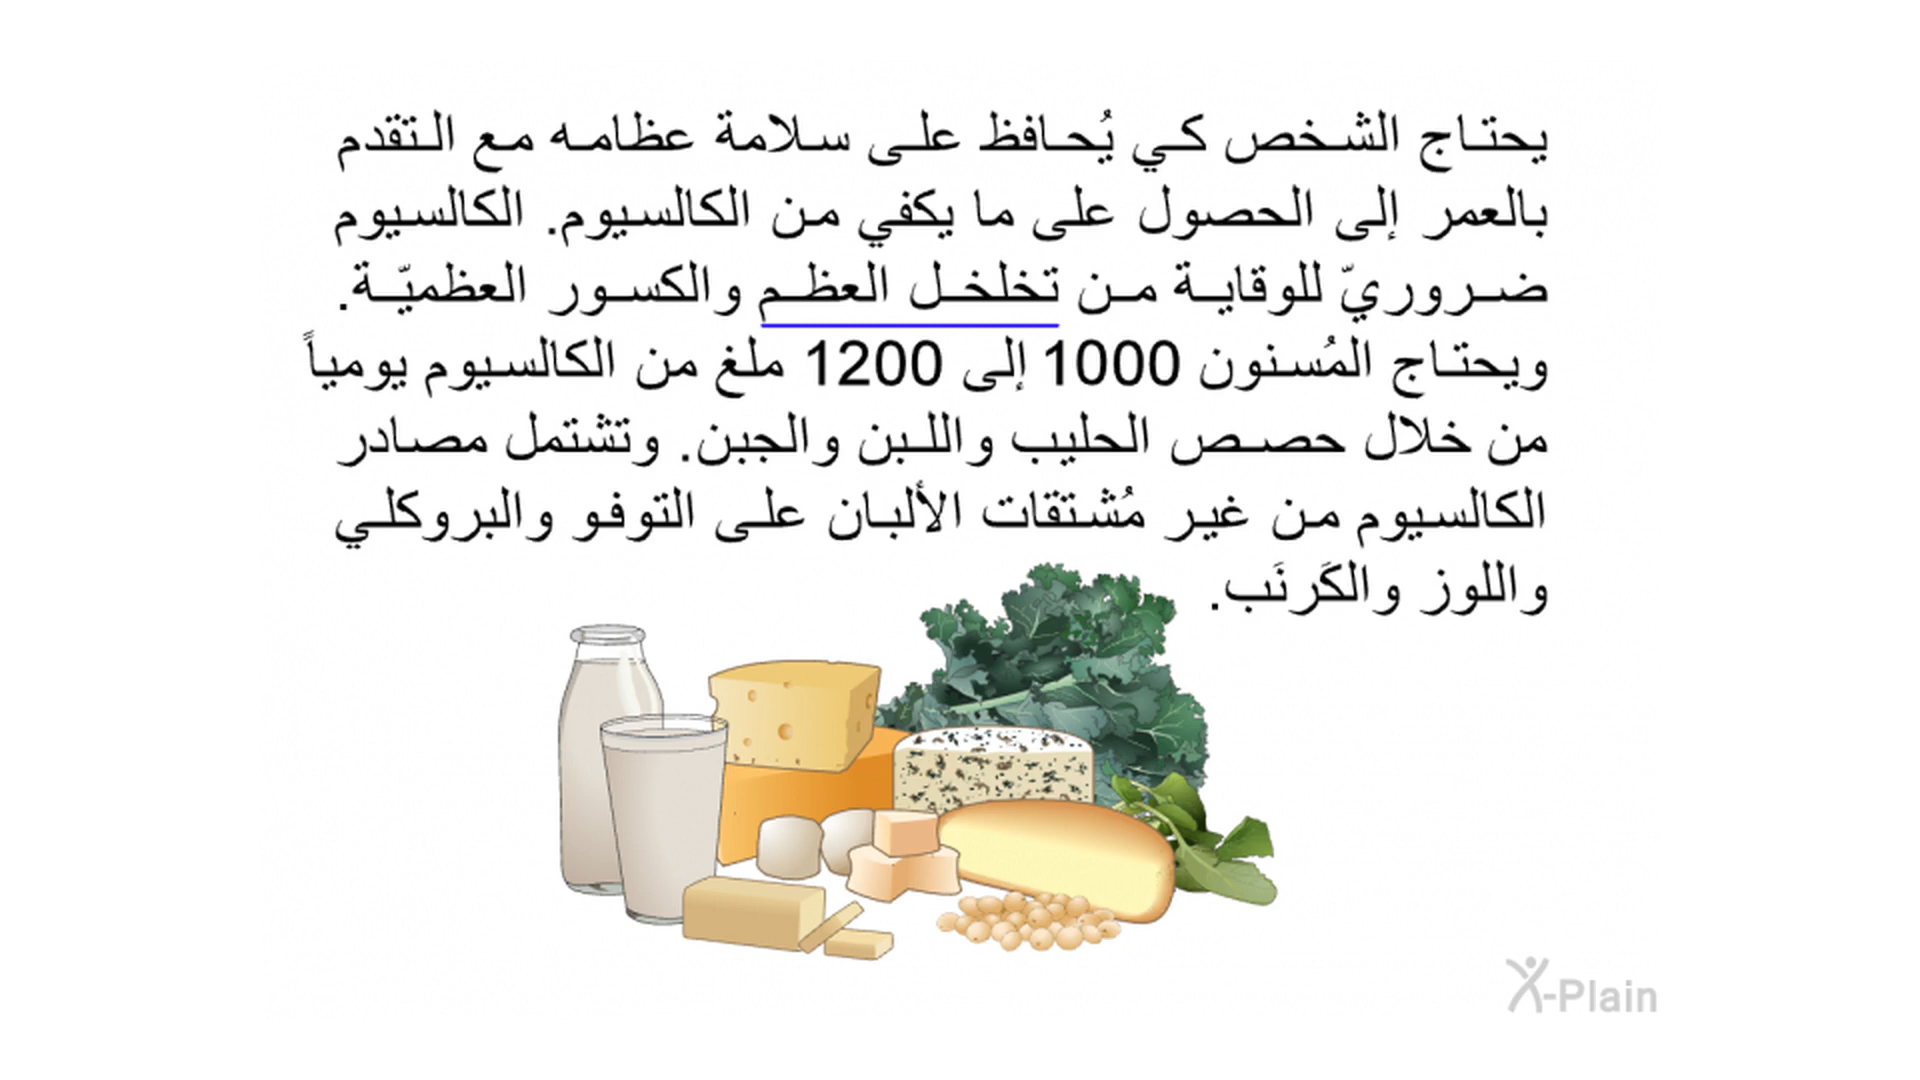 يحتاج الشخص كي يُحافظ على سلامة عظامه مع التقدم
بالعمر إلى الحصول على ما يكفي من الكالسيوم. الكالسيوم
ضروريّ للوقاية من تخلخل العظم والكسور العظميّة.
ويحتاج المُسنون 1000 إلى 1200 ملغ من الكالسيوم يومياً
من خلال حصص الحليب واللبن والجبن. وتشتمل مصادر
الكالسيوم من غير مُشتقات الألبان على التوفو والبروكلي
واللوز والكَرنَب.
X-Plain